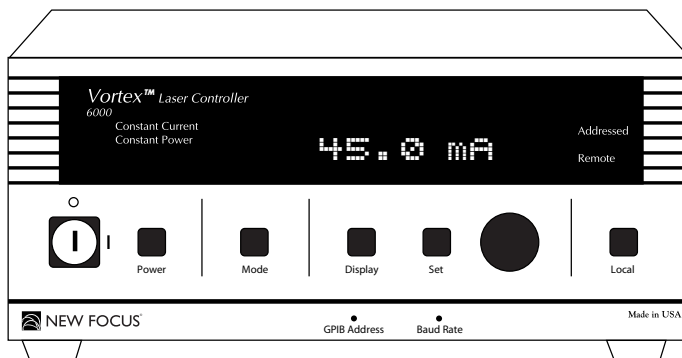 Vortex™ Laser Controller
6000
Constant Current
Constant Power
45.0 mA
Addressed
Remote
Power
Mode
Display
Set
Local
NEW FOCUS®
GPIB Address
Baud Rate
Made in USA